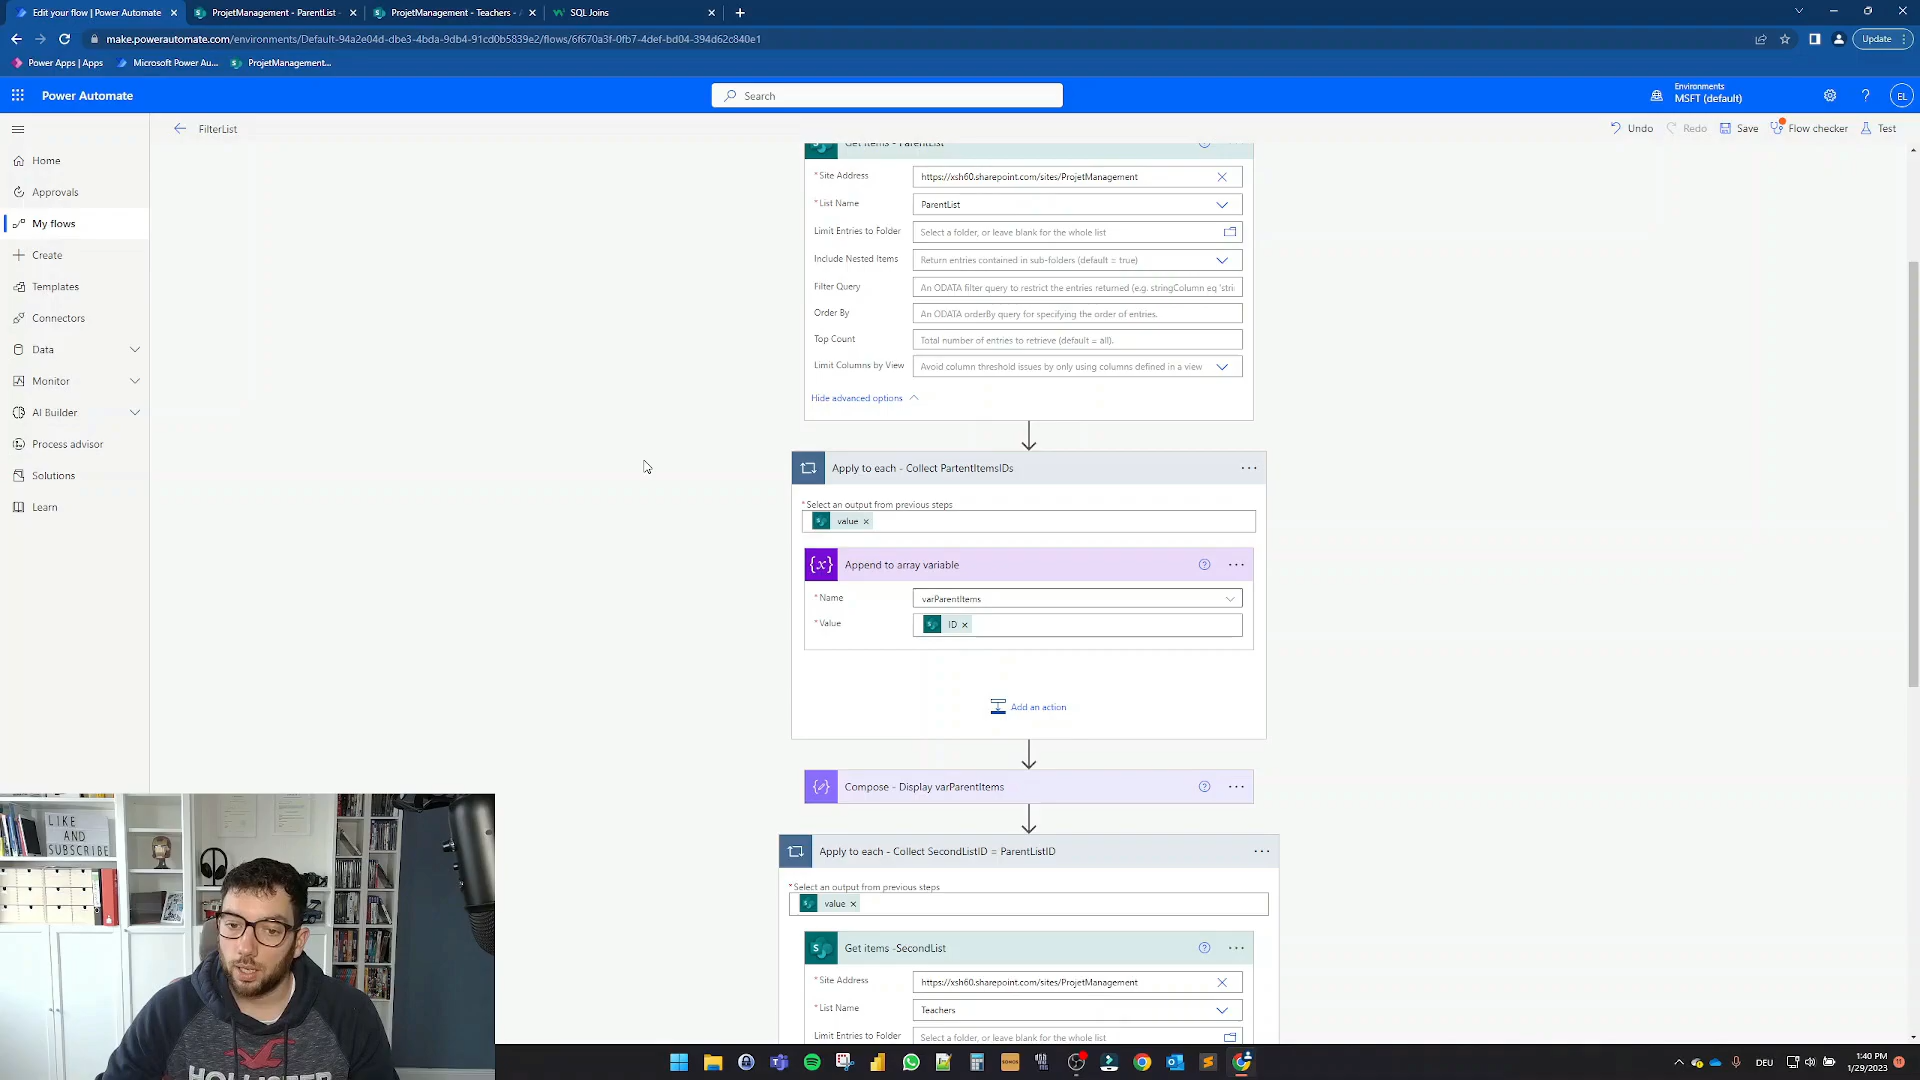 Edit your flow | Power Automate
ProjetManagement - ParentList -
ProjetManagement - Teachers -
SQL Joins
make.powerautomate.com/environments/Default-94a2e04d-dbe3-4bda-9db4-91cd0b5839e2/flows/6f670a3f-0fb7-4def-bd04-394d62c840e1
Update
Power Apps | Apps
Microsoft Power Au...
ProjetManagement...
Power Automate
Search
Environments
MSFT (default)
?
EL
FilterList
Undo
Redo
Save
Flow checker
Test
Home
Approvals
My flows
Create
Templates
Connectors
Data
Monitor
AI Builder
Process advisor
Solutions
Learn
Get items - ParentList
* Site Address
https://xsh60.sharepoint.com/sites/ProjetManagement
* List Name
ParentList
Limit Entries to Folder
Select a folder, or leave blank for the whole list
Include Nested Items
Return entries contained in sub-folders (default = true)
Filter Query
An ODATA filter query to restrict the entries returned (e.g. stringColumn eq 'stri
Order By
An ODATA orderBy query for specifying the order of entries.
Top Count
Total number of entries to retrieve (default = all).
Limit Columns by View
Avoid column threshold issues by only using columns defined in a view
Hide advanced options
Apply to each - Collect PartentItemsIDs
* Select an output from previous steps
value ×
{x} Append to array variable
* Name
varParentItems
* Value
ID ×
Add an action
Compose - Display varParentItems
Apply to each - Collect SecondListID = ParentListID
* Select an output from previous steps
value ×
Get items -SecondList
* Site Address
https://xsh60.sharepoint.com/sites/ProjetManagement
* List Name
Teachers
Limit Entries to Folder
Select a folder, or leave blank for the whole list
LIKE
AND
SUBSCRIBE
HOLLISTER
DEU
1:40 PM
1/29/2023